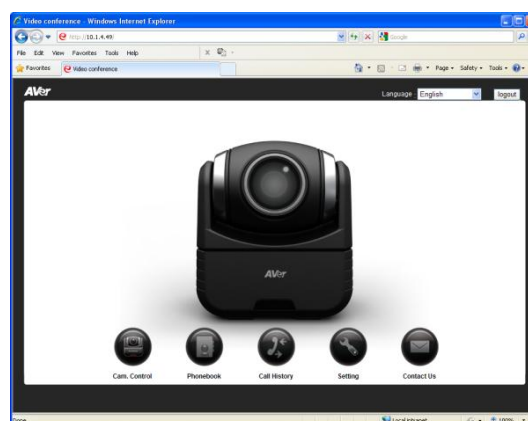 Video conference - Windows Internet Explorer
http://10.1.4.49/
Google
File Edit View Favorites Tools Help
Favorites Video conference
Page Safety Tools
AVer
Language : English logout
AVer
Cam. Control Phonebook Call History Setting Contact Us
Done Local intranet 100%